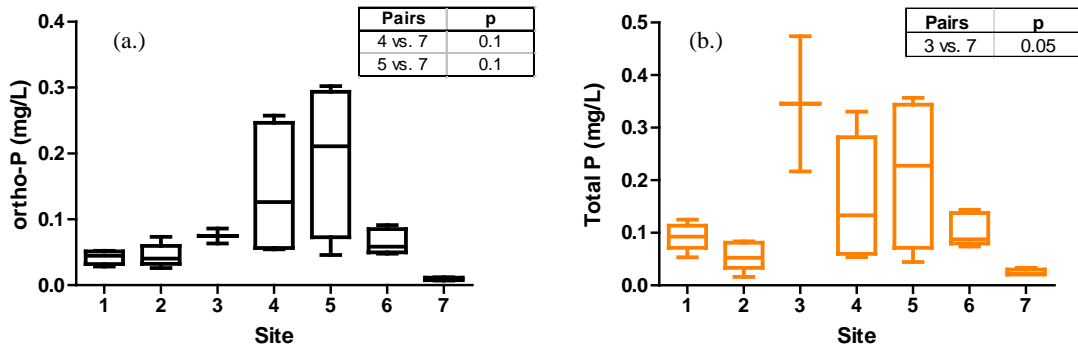 (a.)
Pairs p
4 vs. 7 0.1
5 vs. 7 0.1
ortho-P (mg/L)
0.4
0.3
0.2
0.1
0.0
1 2 3 4 5 6 7
Site
(b.)
Pairs p
3 vs. 7 0.05
Total P (mg/L)
0.5
0.4
0.3
0.2
0.1
0.0
1 2 3 4 5 6 7
Site